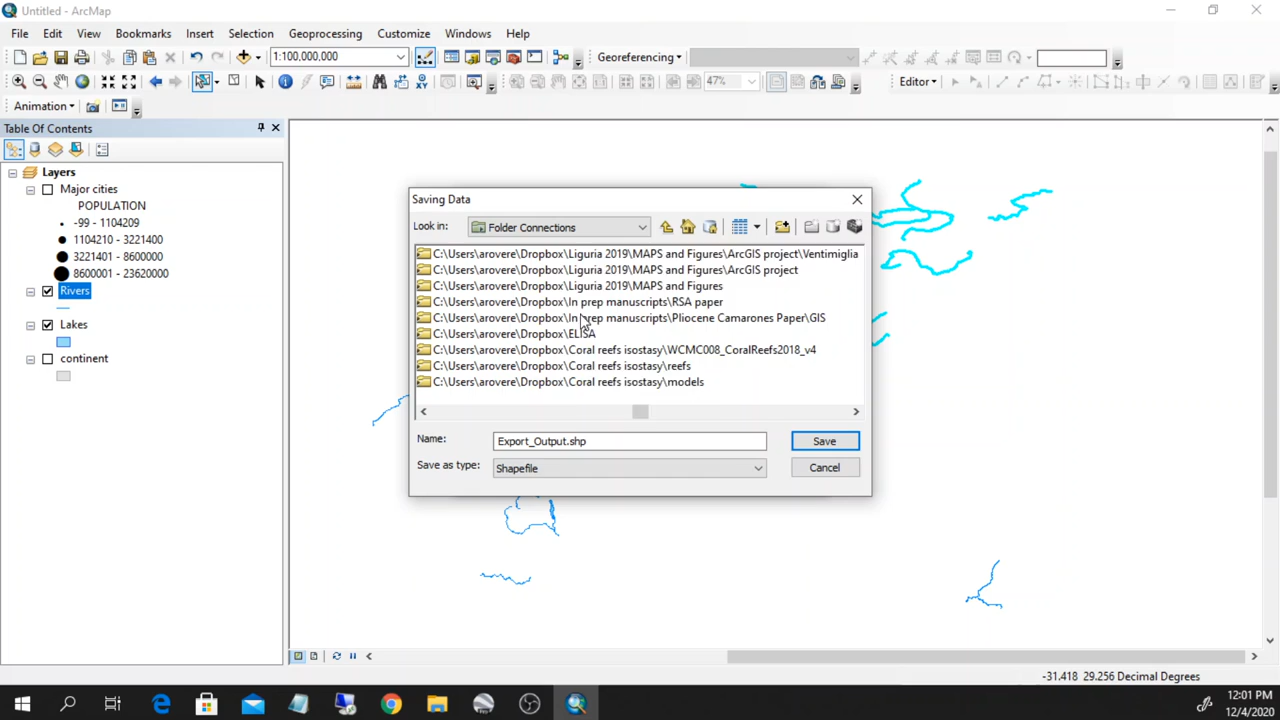 Untitled - ArcMap
File Edit View Bookmarks Insert Selection Geoprocessing Customize Windows Help
1:100,000,000 Georeferencing
47% Editor
Animation
Table Of Contents
Layers
Major cities
POPULATION
-99 - 1104209
1104210 - 3221400
3221401 - 8600000
8600001 - 23620000
Rivers
Lakes
continent
Saving Data
Look in: Folder Connections
C:\Users\arovere\Dropbox\Liguria 2019\MAPS and Figures\ArcGIS project\Ventimiglia
C:\Users\arovere\Dropbox\Liguria 2019\MAPS and Figures\ArcGIS project
C:\Users\arovere\Dropbox\Liguria 2019\MAPS and Figures
C:\Users\arovere\Dropbox\In prep manuscripts\RSA paper
C:\Users\arovere\Dropbox\In prep manuscripts\Pliocene Camarones Paper\GIS
C:\Users\arovere\Dropbox\ELISA
C:\Users\arovere\Dropbox\Coral reefs isostasy\WCMC008_CoralReefs2018_v4
C:\Users\arovere\Dropbox\Coral reefs isostasy\reefs
C:\Users\arovere\Dropbox\Coral reefs isostasy\models
Name: Export_Output.shp Save
Save as type: Shapefile Cancel
-31.418 29.256 Decimal Degrees
12:01 PM
12/4/2020